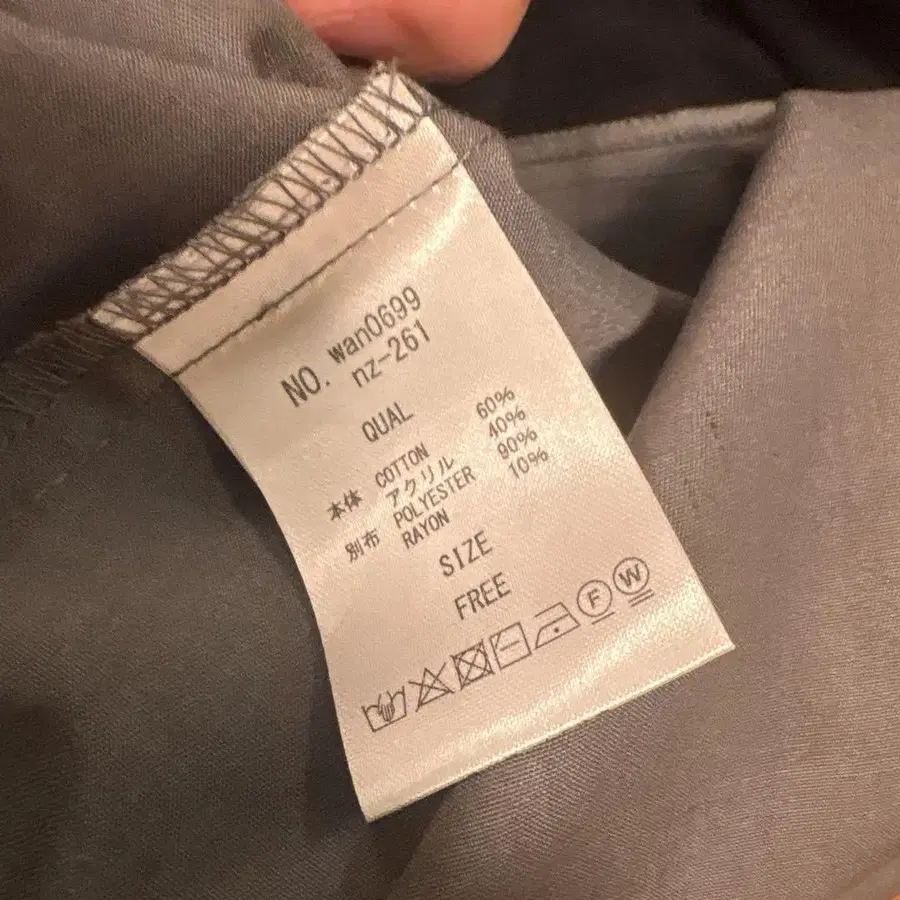 NO. wan0699
nz-261
QUAL
本体 COTTON 60%
アクリル 40%
別布 POLYESTER 90%
RAYON 10%
SIZE
FREE
F W